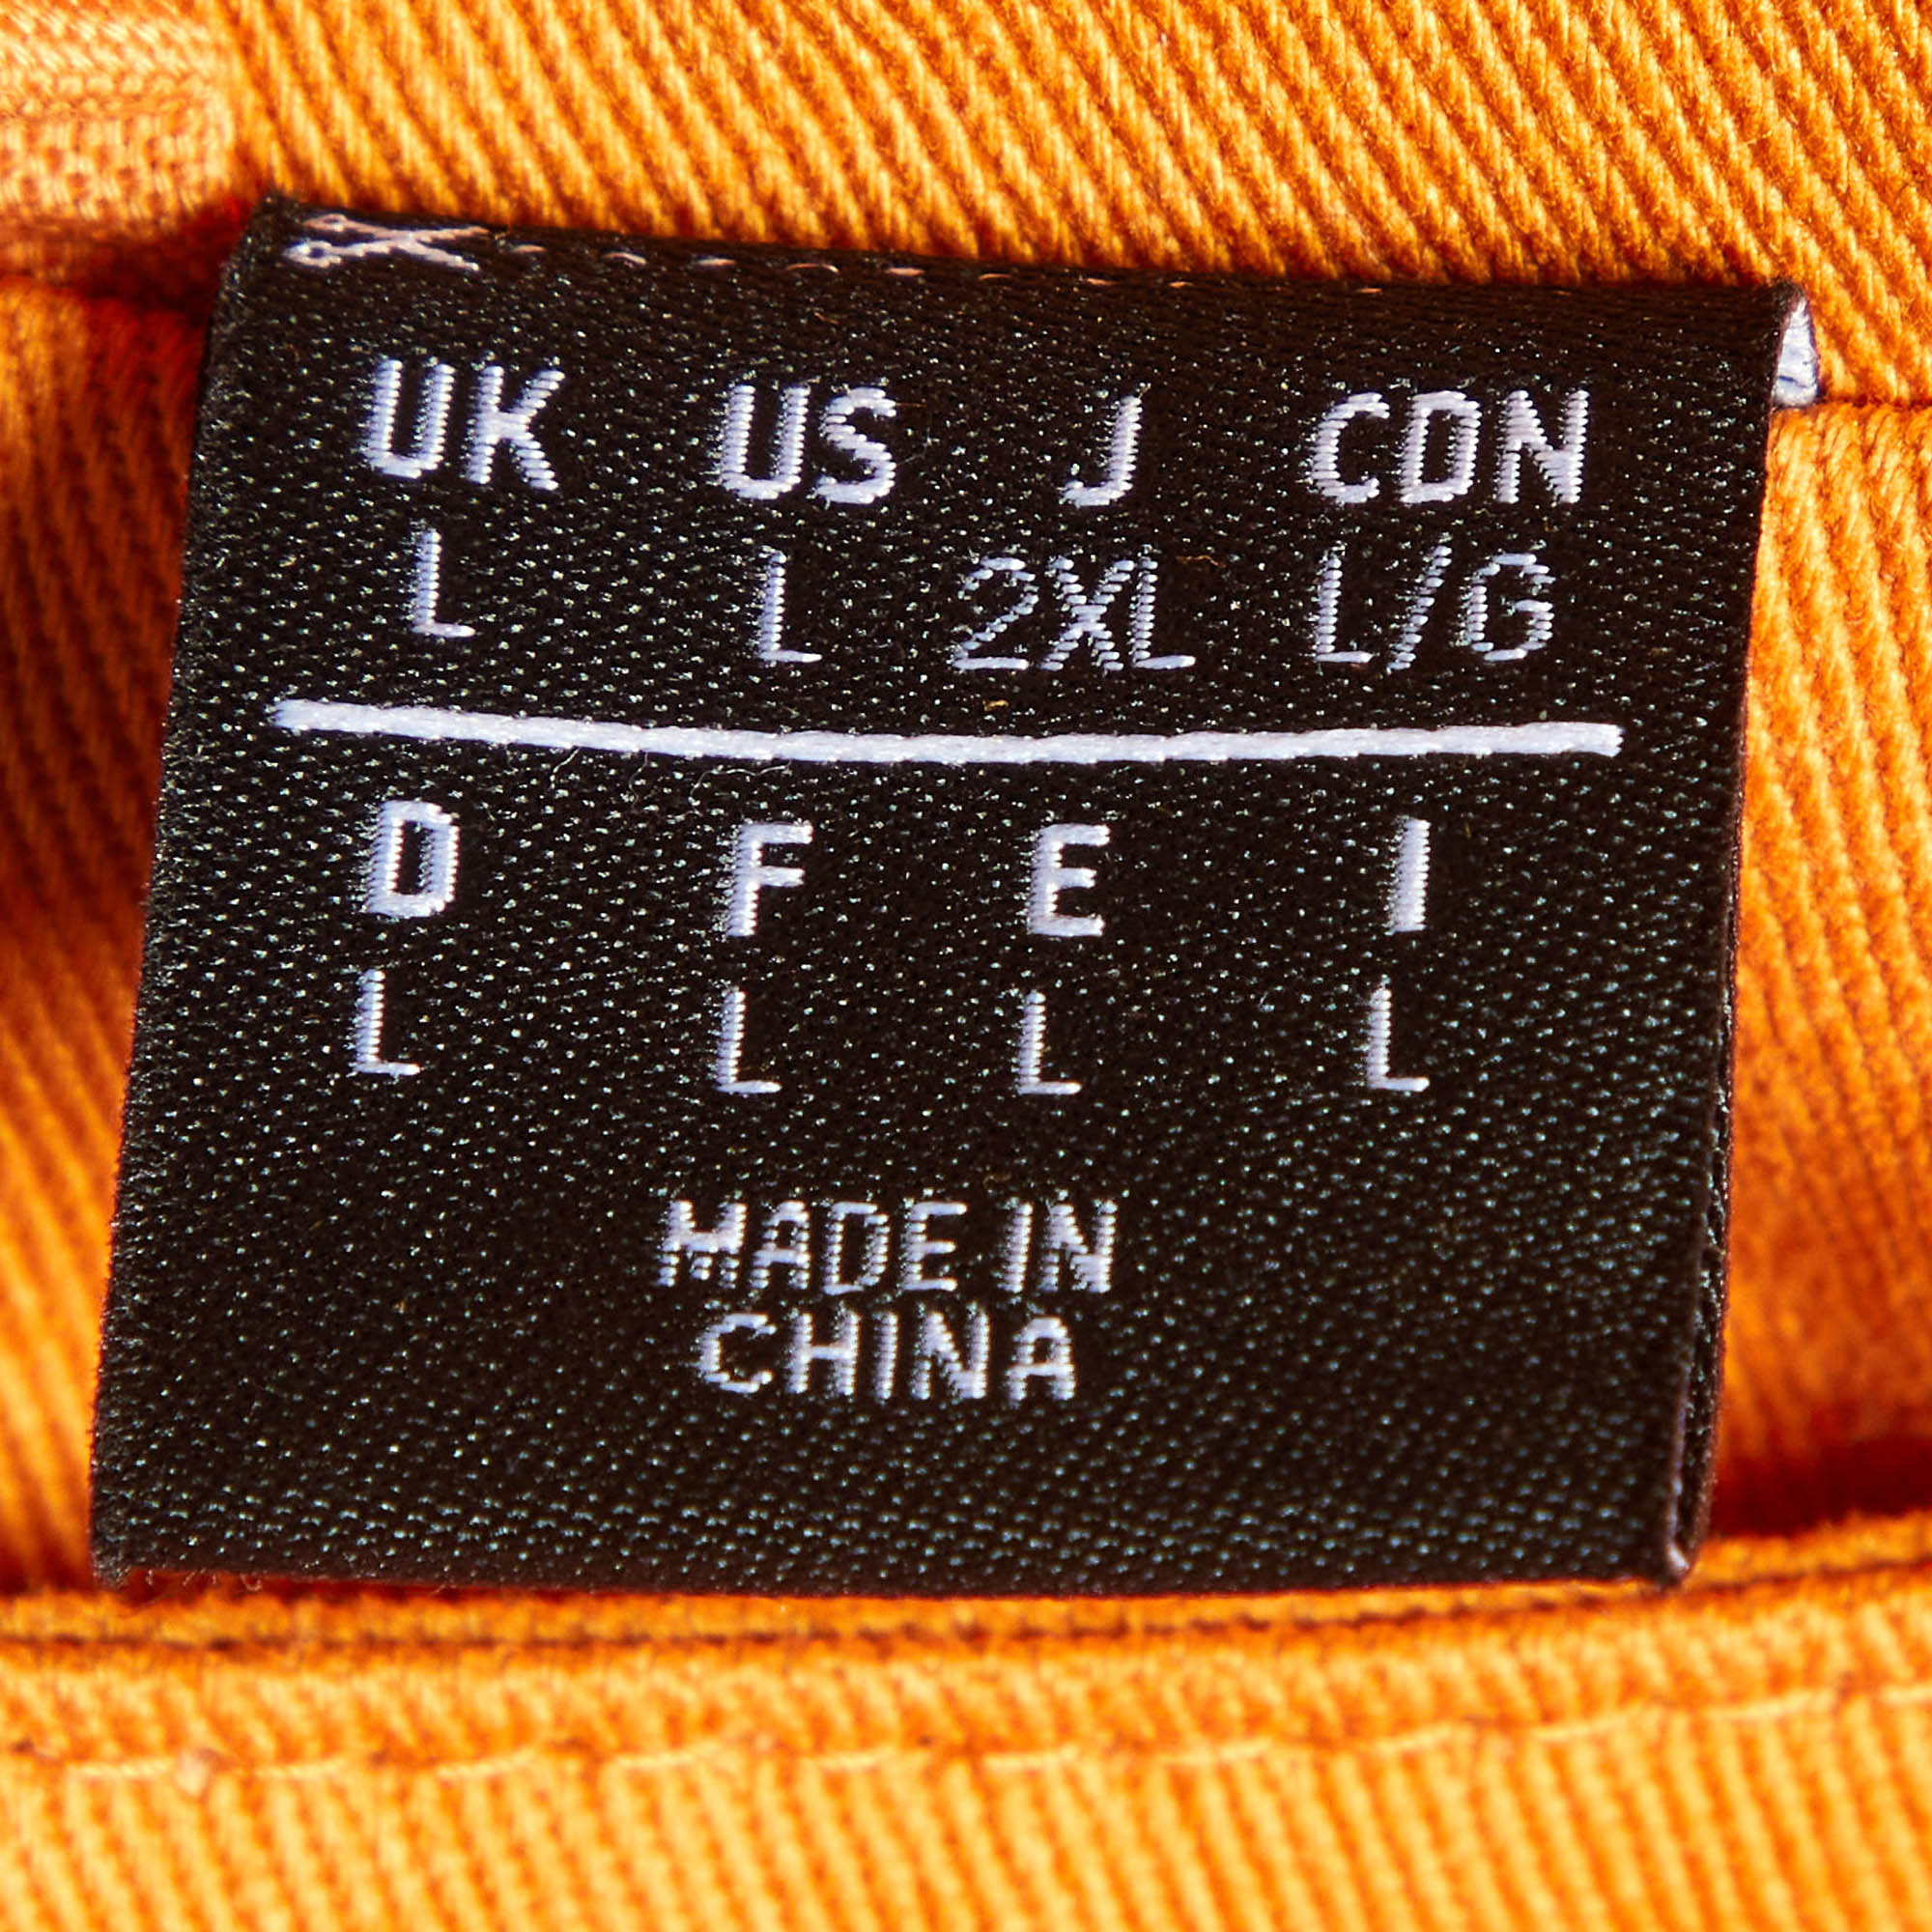 UK US J CDN
L L 2XL L/G
D F E I
L L L L
MADE IN
CHINA